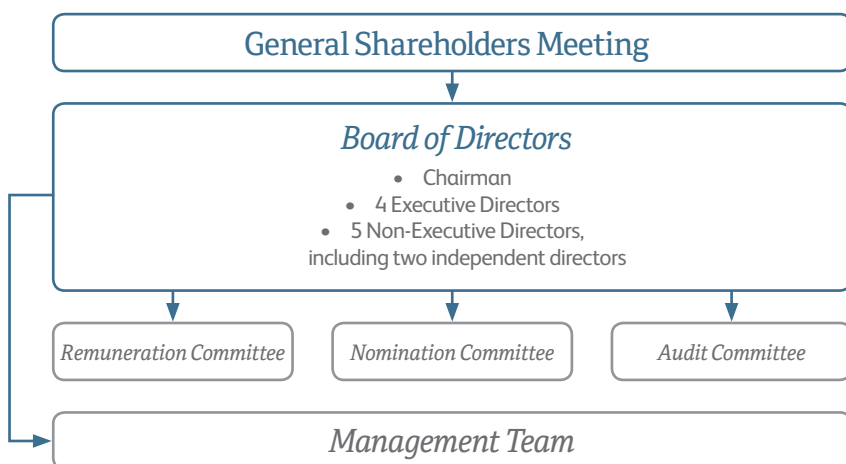 General Shareholders Meeting
Board of Directors
• Chairman
• 4 Executive Directors
• 5 Non-Executive Directors,
including two independent directors
Remuneration Committee
Nomination Committee
Audit Committee
Management Team